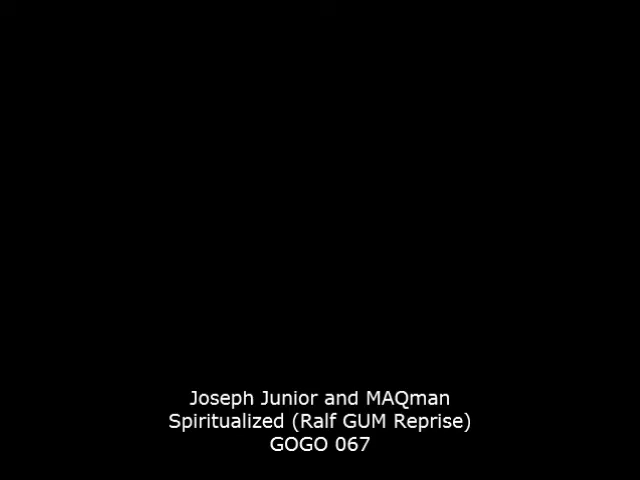 Joseph Junior and MAQman
Spiritualized (Ralf GUM Reprise)
GOGO 067